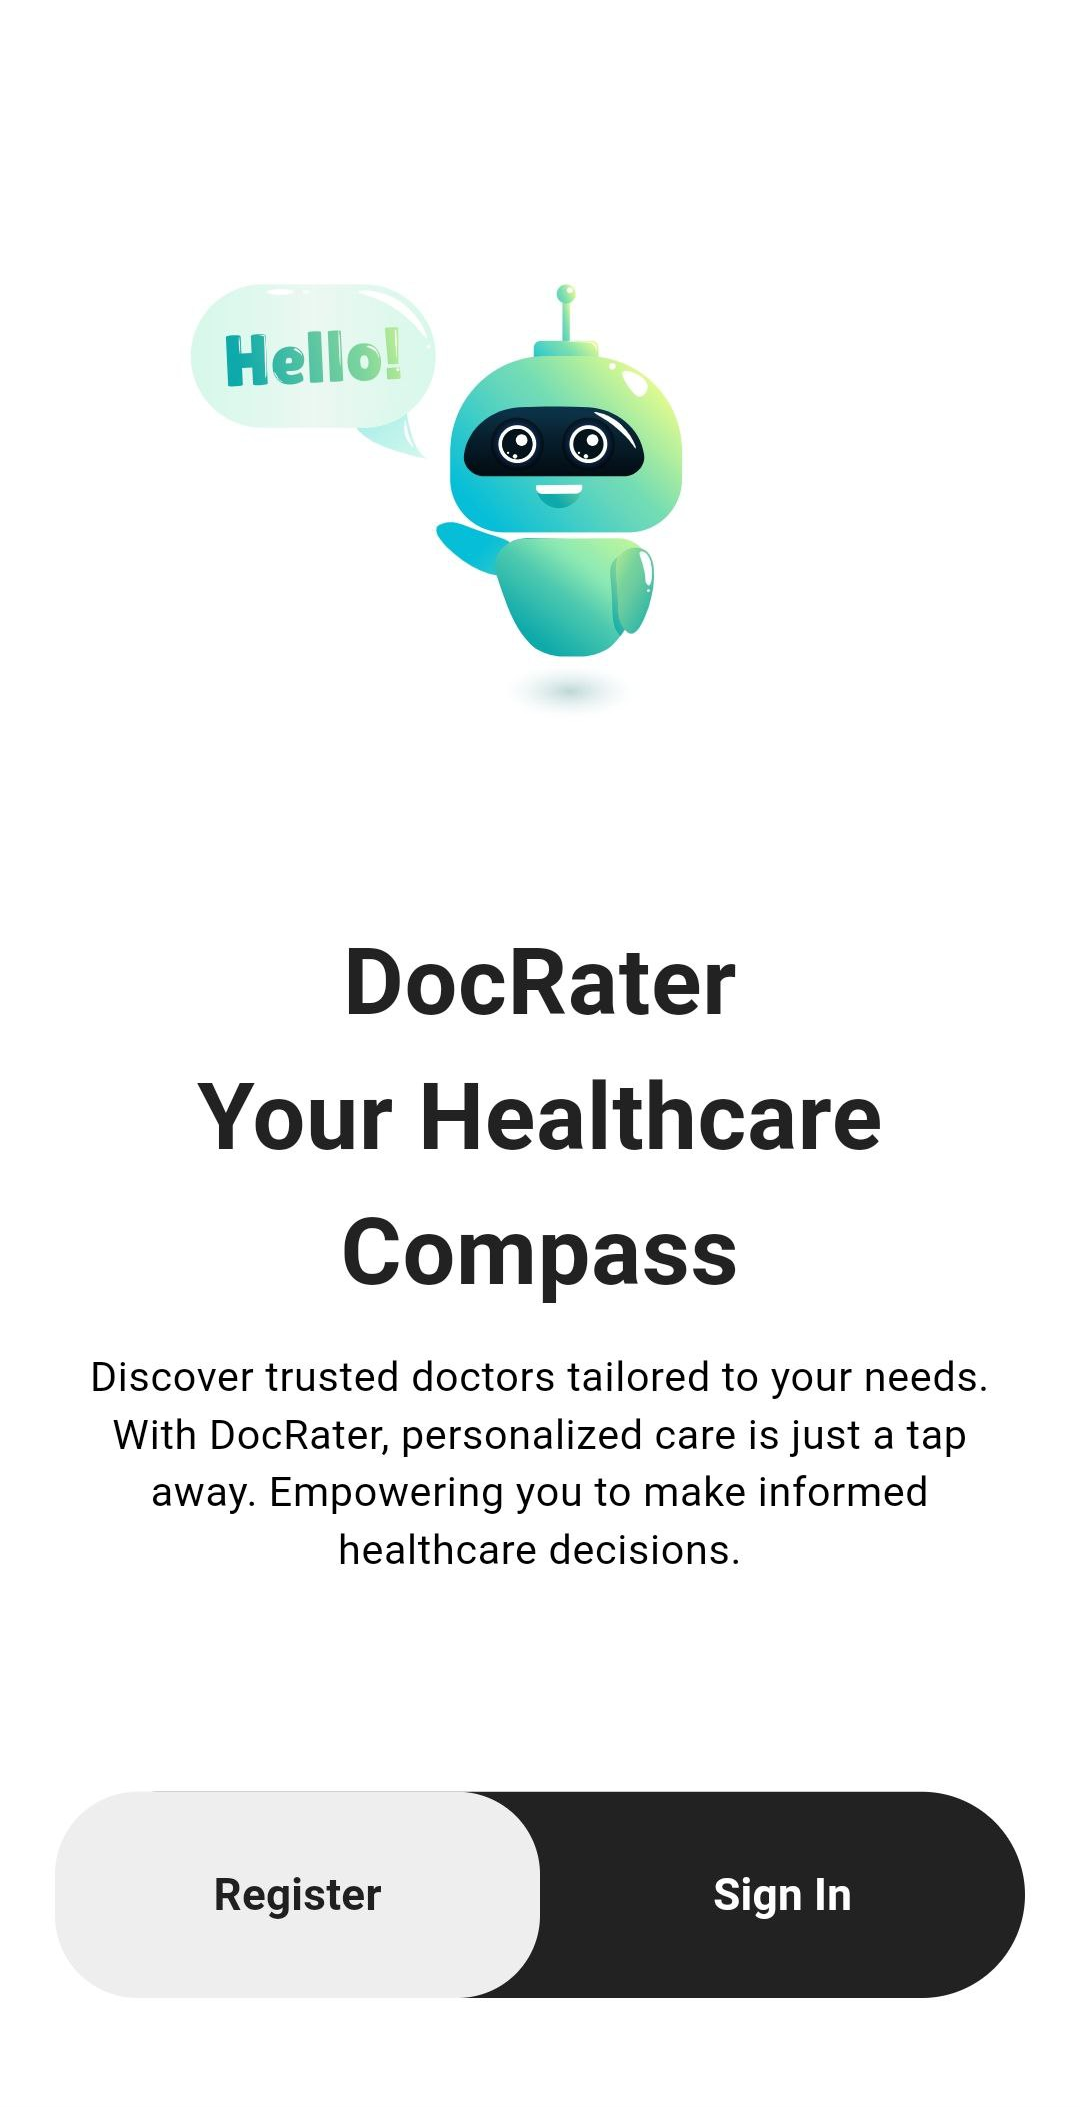 Hello!
DocRater
Your Healthcare
Compass
Discover trusted doctors tailored to your needs.
With DocRater, personalized care is just a tap
away. Empowering you to make informed
healthcare decisions.
Register
Sign In